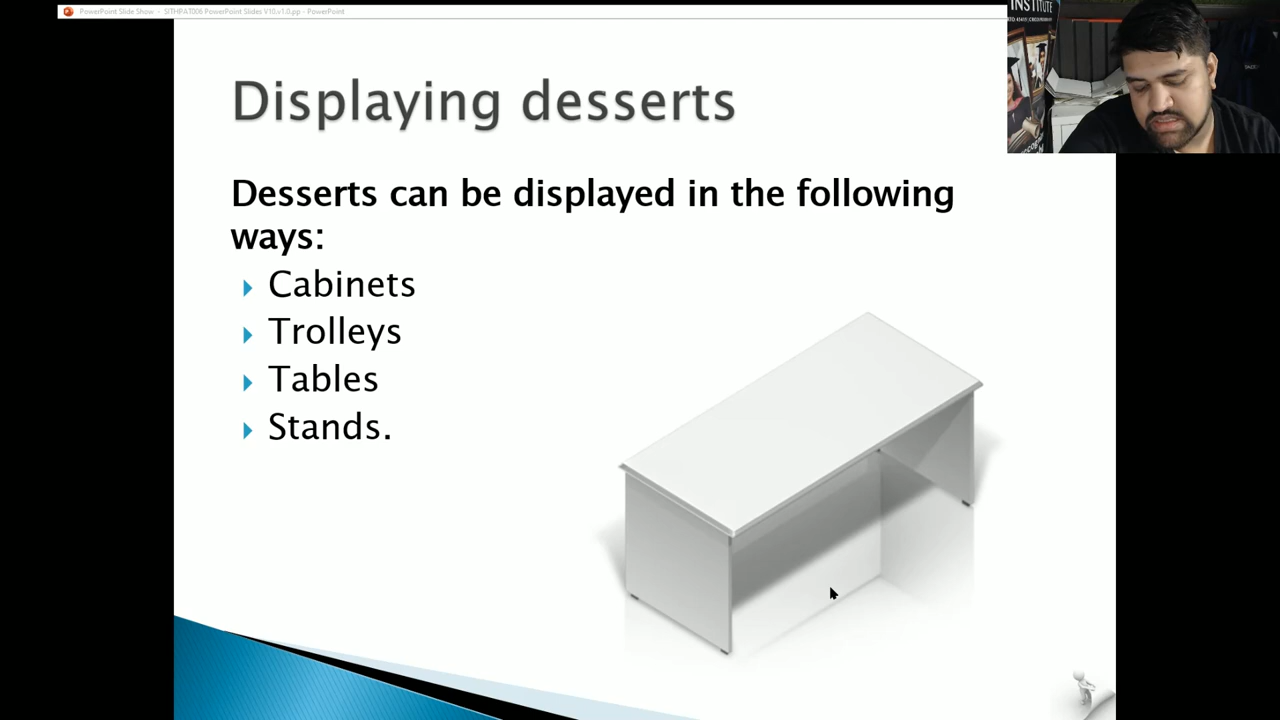 PowerPoint Slide Show - SITHPAT006 PowerPoint Slides V10.v1.0.pp - PowerPoint
INSTITUTE
Displaying desserts
Desserts can be displayed in the following
ways:
Cabinets
Trolleys
Tables
Stands.